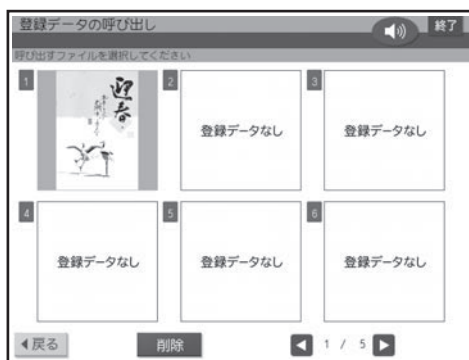 登録データの呼び出し
終了
呼び出すファイルを選択してください
1
迎春
2
登録データなし
3
登録データなし
4
登録データなし
5
登録データなし
6
登録データなし
戻る
削除
1 / 5